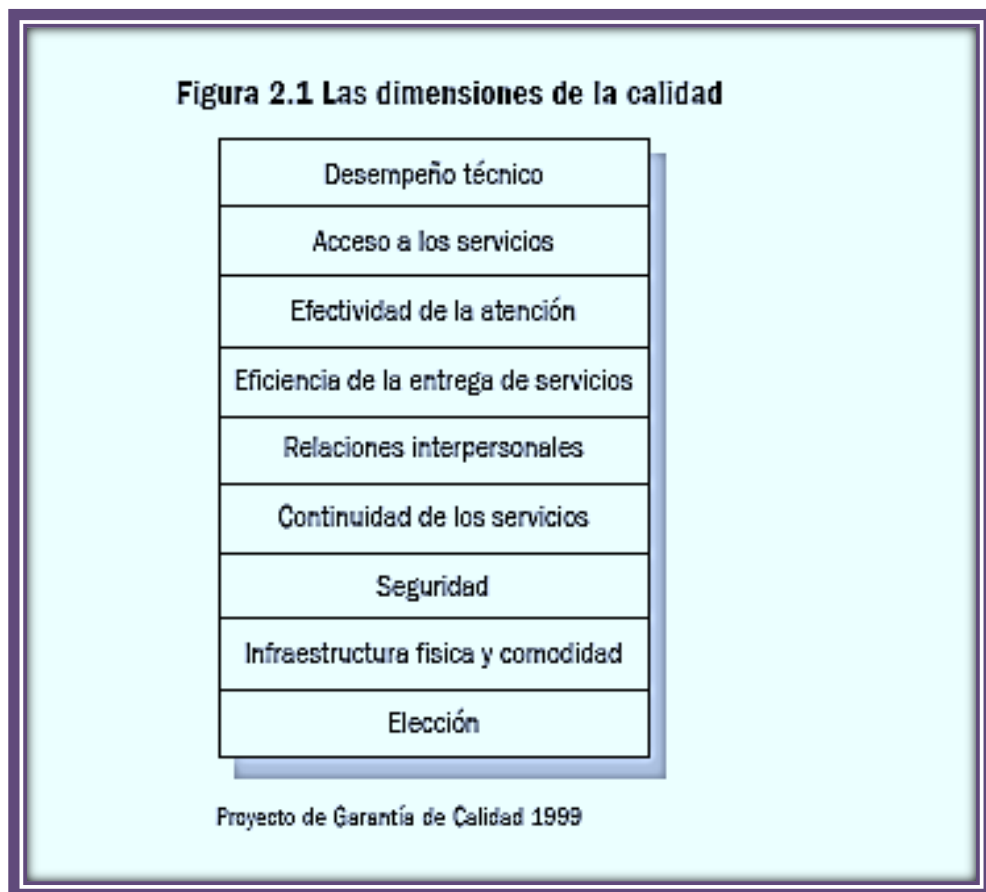 Figura 2.1 Las dimensiones de la calidad
Desempeño técnico
Acceso a los servicios
Efectividad de la atención
Eficiencia de la entrega de servicios
Relaciones interpersonales
Continuidad de los servicios
Seguridad
Infraestructura fisica y comodidad
Elección
Proyecto de Garantía de Calidad 1999